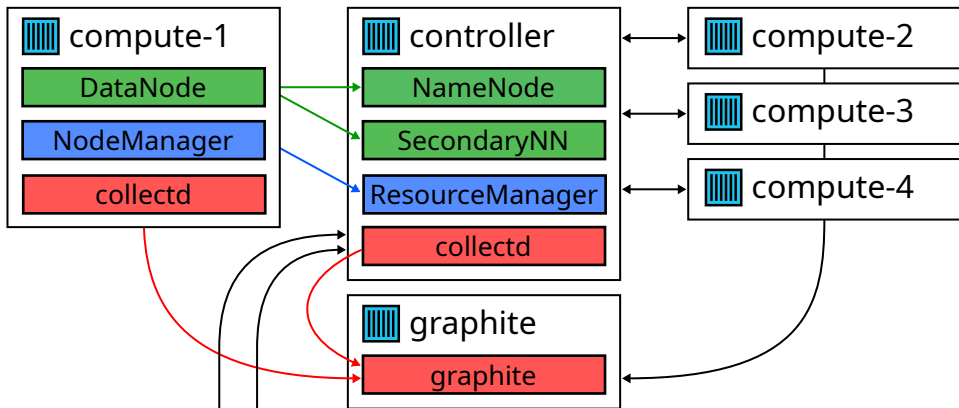 compute-1
DataNode
NodeManager
collectd
controller
NameNode
SecondaryNN
ResourceManager
collectd
graphite
graphite
compute-2
compute-3
compute-4